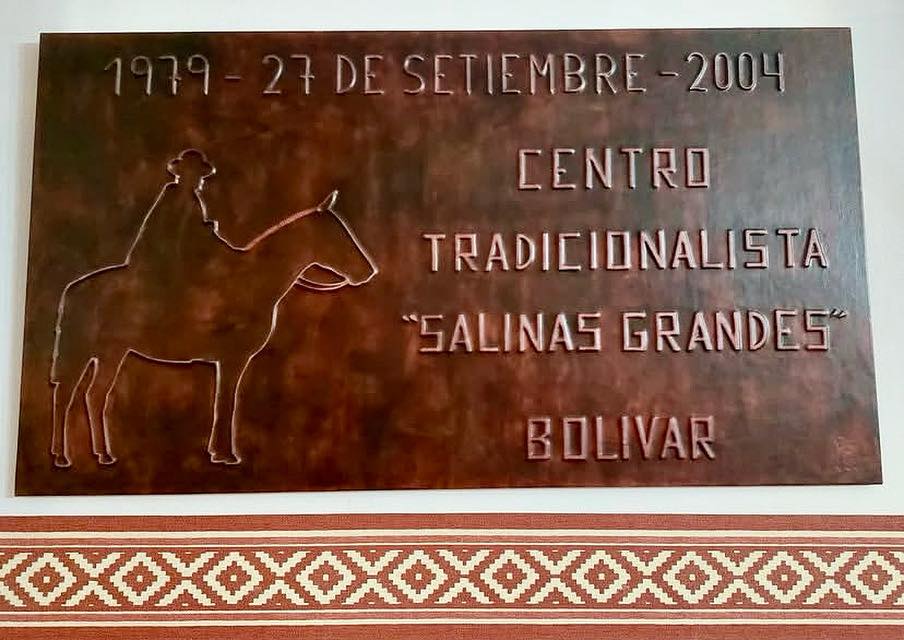 1979 - 27 DE SETIEMBRE - 2004
CENTRO
TRADICIONALISTA
"SALINAS GRANDES"
BOLIVAR